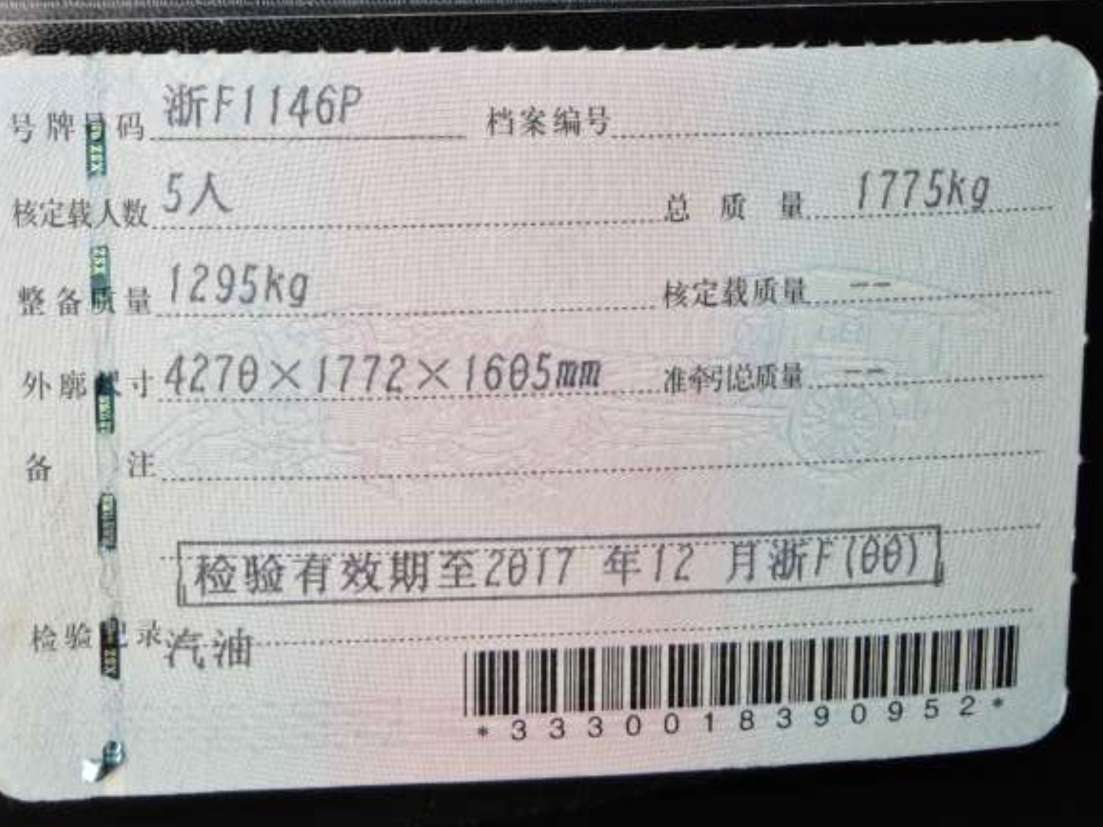 号牌号码 浙F1146P 档案编号
核定载人数 5人 总质量 1775kg
整备质量 1295kg 核定载质量 --
外廓尺寸 4270×1772×1605mm 准牵引总质量 --
备注
检验有效期至2017 年12 月浙F(00)
检验记录 汽油
*3330018390952*